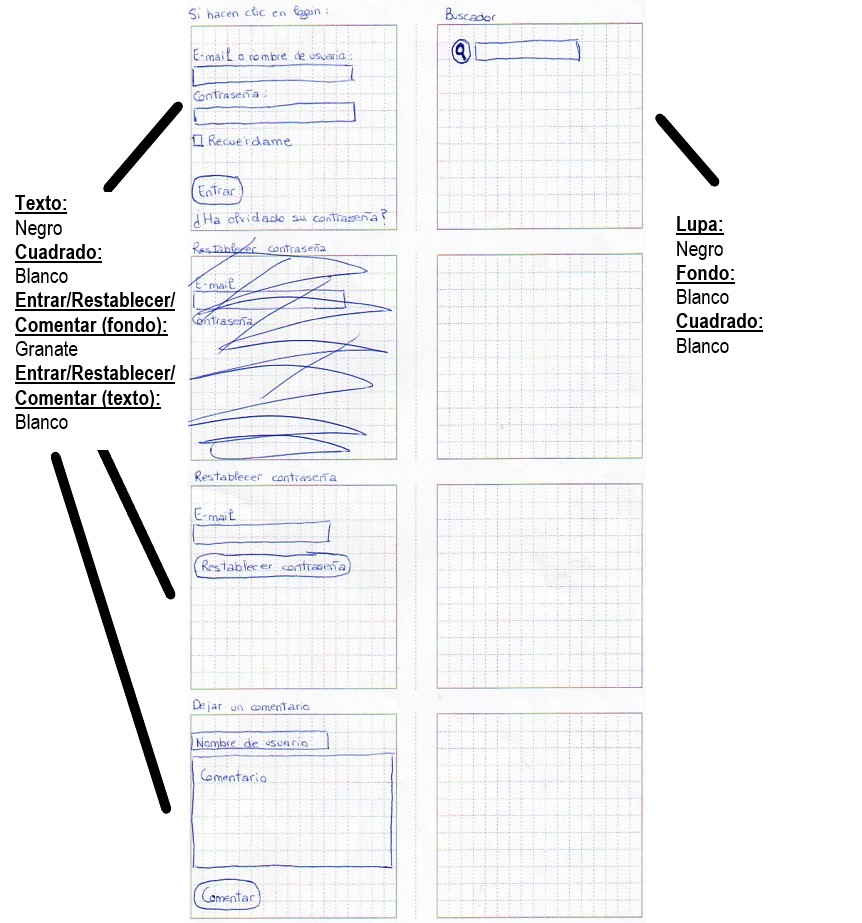 Si hacen clic en login:
E-mail o nombre de usuario:
Contraseña:
Recuérdame
Entrar
¿Ha olvidado su contraseña?
Buscador
Texto:
Negro
Cuadrado:
Blanco
Entrar/Restablecer/
Comentar (fondo):
Granate
Entrar/Restablecer/
Comentar (texto):
Blanco
Lupa:
Negro
Fondo:
Blanco
Cuadrado:
Blanco
Restablecer contraseña
E-mail
Contraseña
Restablecer contraseña
E-mail
Restablecer contraseña
Dejar un comentario
Nombre de usuario
Comentario
Comentar